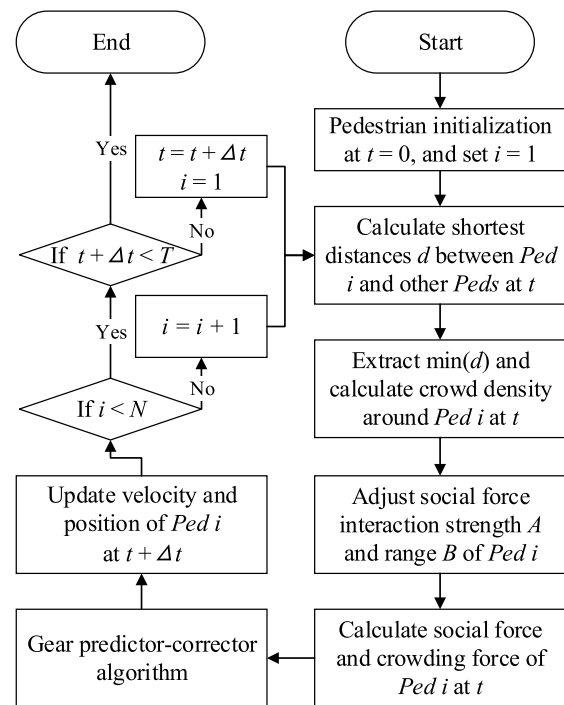 End
Start
Pedestrian initialization
at t = 0, and set i = 1
Yes
t = t + Δt
i = 1
No
If t + Δt < T
Calculate shortest
distances d between Ped
i and other Peds at t
Yes
i = i + 1
No
If i < N
Extract min(d) and
calculate crowd density
around Ped i at t
Update velocity and
position of Ped i
at t + Δt
Adjust social force
interaction strength A
and range B of Ped i
Gear predictor-corrector
algorithm
Calculate social force
and crowding force of
Ped i at t